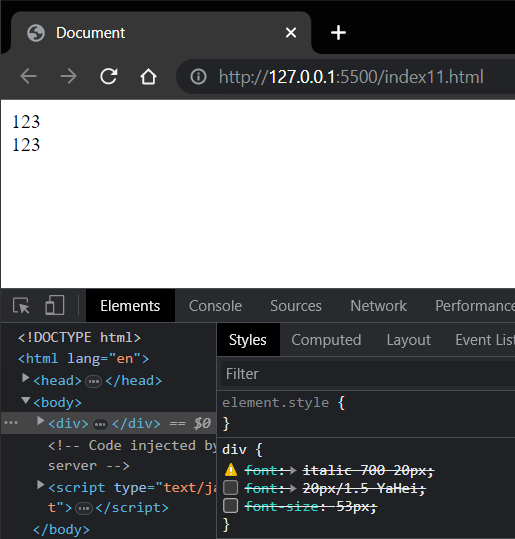 Document
http://127.0.0.1:5500/index11.html
123
123
Elements Console Sources Network Performance
<!DOCTYPE html>
<html lang="en">
<head> … </head>
<body>
<div> … </div> == $0
<!-- Code injected by
server -->
<script type="text/ja
t"> … </script>
</body>
Styles Computed Layout Event List
Filter
element.style {
}
div {
font: italic 700 20px;
font: 20px/1.5 YaHei;
font-size: 53px;
}